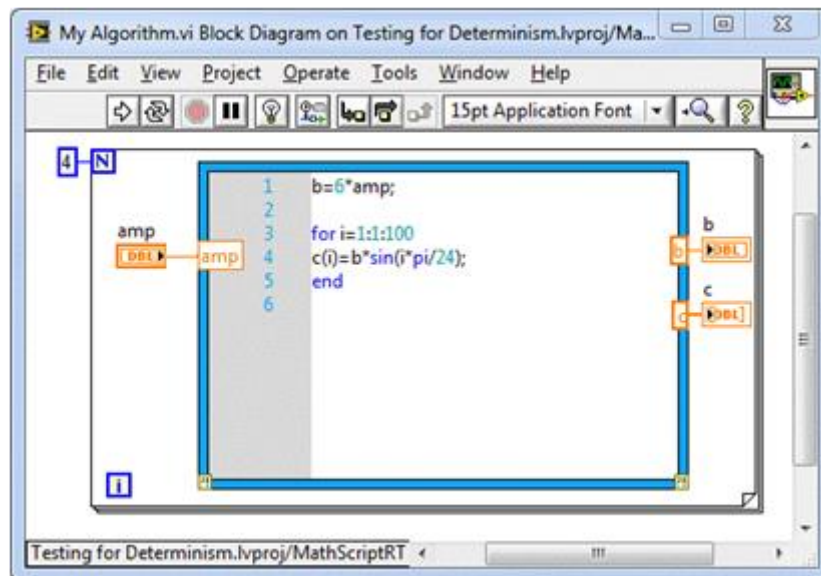 My Algorithm.vi Block Diagram on Testing for Determinism.lvproj/Ma...
File Edit View Project Operate Tools Window Help
15pt Application Font
4 N
1 b=6*amp;
2
amp b
3 for i=1:1:100
DBL amp 4 c(i)=b*sin(i*pi/24); b DBL
5 end
c
6
c DBL
i
Testing for Determinism.lvproj/MathScriptRT